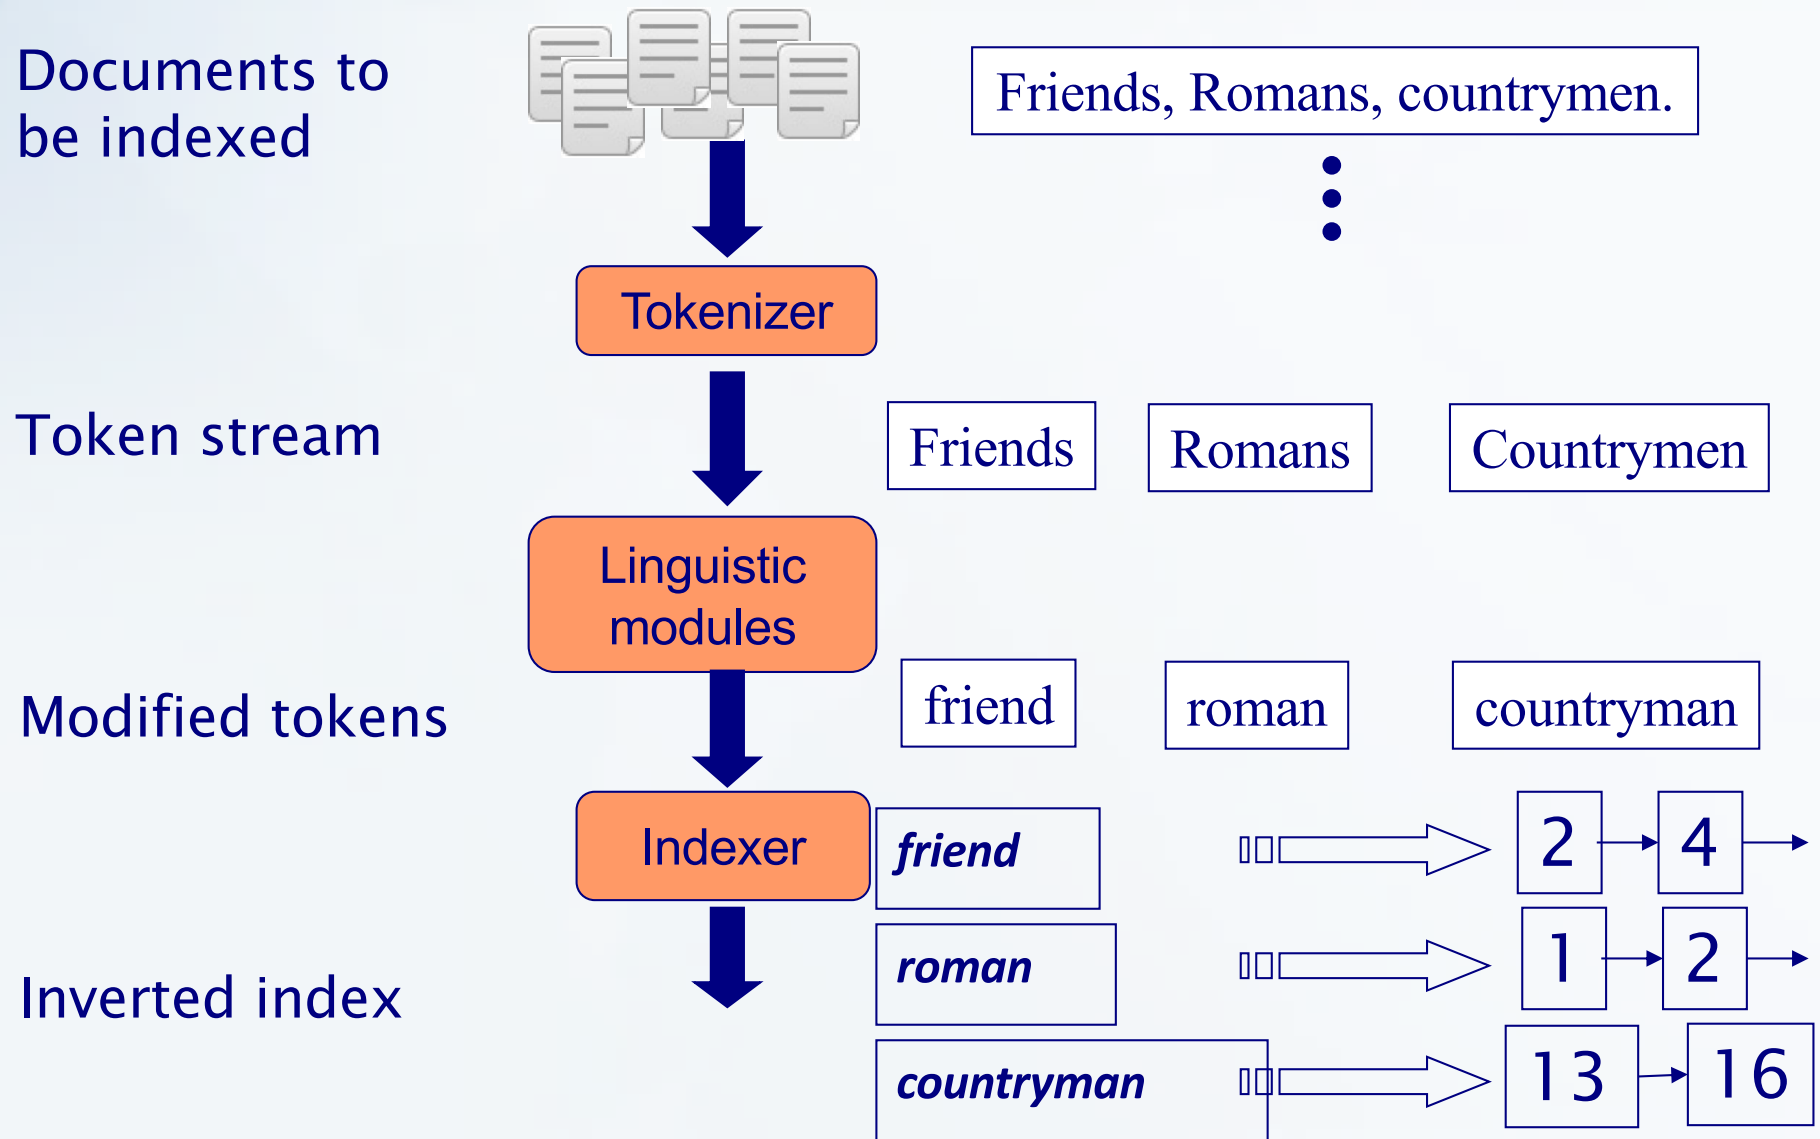 Documents to
be indexed
Friends, Romans, countrymen.
Tokenizer
Token stream
Friends Romans Countrymen
Linguistic
modules
Modified tokens
friend roman countryman
Indexer
friend 2 4
roman 1 2
Inverted index
countryman 13 16